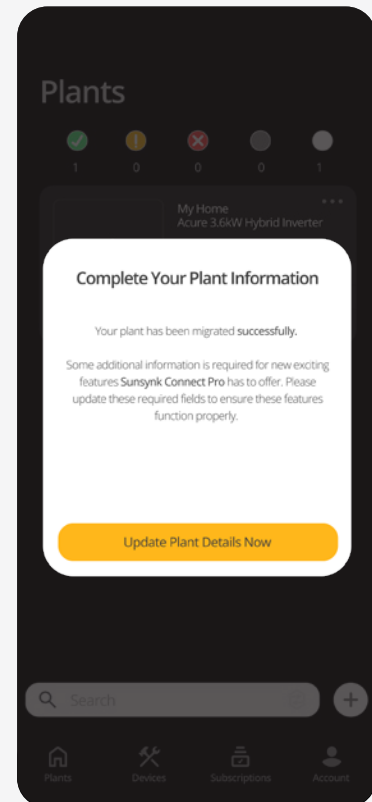 Plants
1 0 0 0 1
My Home
Acure 3.6kW Hybrid Inverter
Complete Your Plant Information
Your plant has been migrated successfully.
Some additional information is required for new exciting
features Sunsynk Connect Pro has to offer. Please
update these required fields to ensure these features
function properly.
Update Plant Details Now
Search
Plants Devices Subscriptions Account